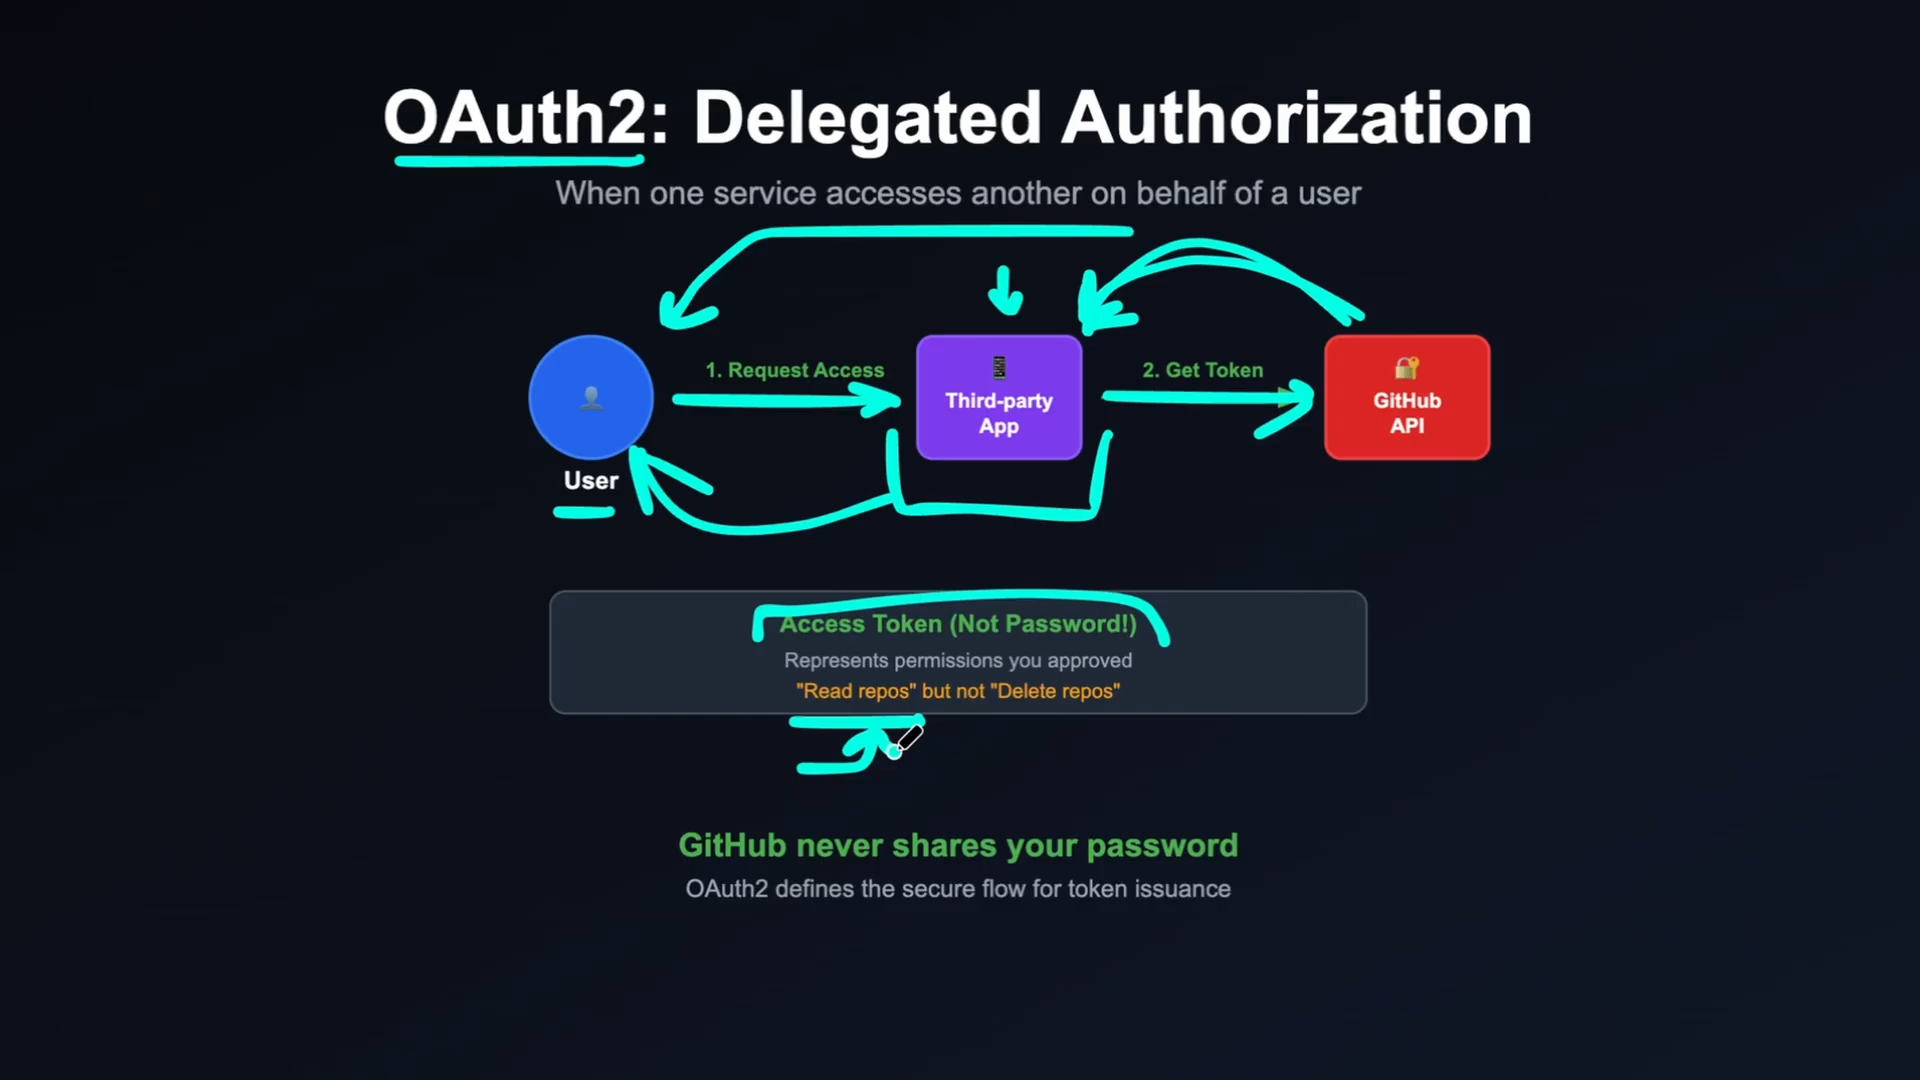 OAuth2: Delegated Authorization
When one service accesses another on behalf of a user
1. Request Access
2. Get Token
Third-party
App
GitHub
API
User
Access Token (Not Password!)
Represents permissions you approved
"Read repos" but not "Delete repos"
GitHub never shares your password
OAuth2 defines the secure flow for token issuance